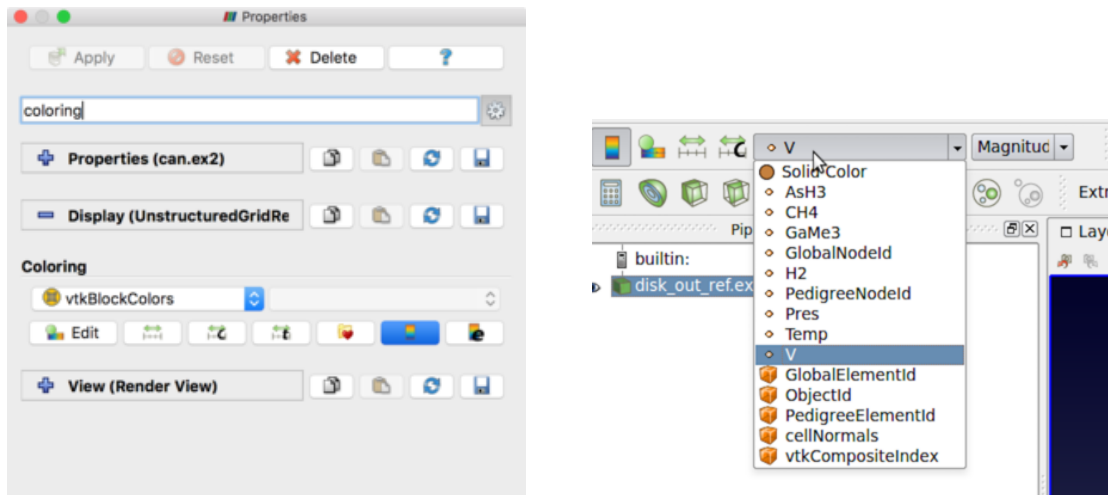 Properties
Apply Reset Delete ?
coloring
Properties (can.ex2)
Display (UnstructuredGridRe
Coloring
vtkBlockColors
Edit
View (Render View)
V Magnitud
Solid Color
AsH3
CH4
GaMe3
GlobalNodeId
H2
PedigreeNodeId
Pres
Temp
V
GlobalElementId
ObjectId
PedigreeElementId
cellNormals
vtkCompositeIndex
Extr
Pip
Lay
builtin:
disk_out_ref.ex